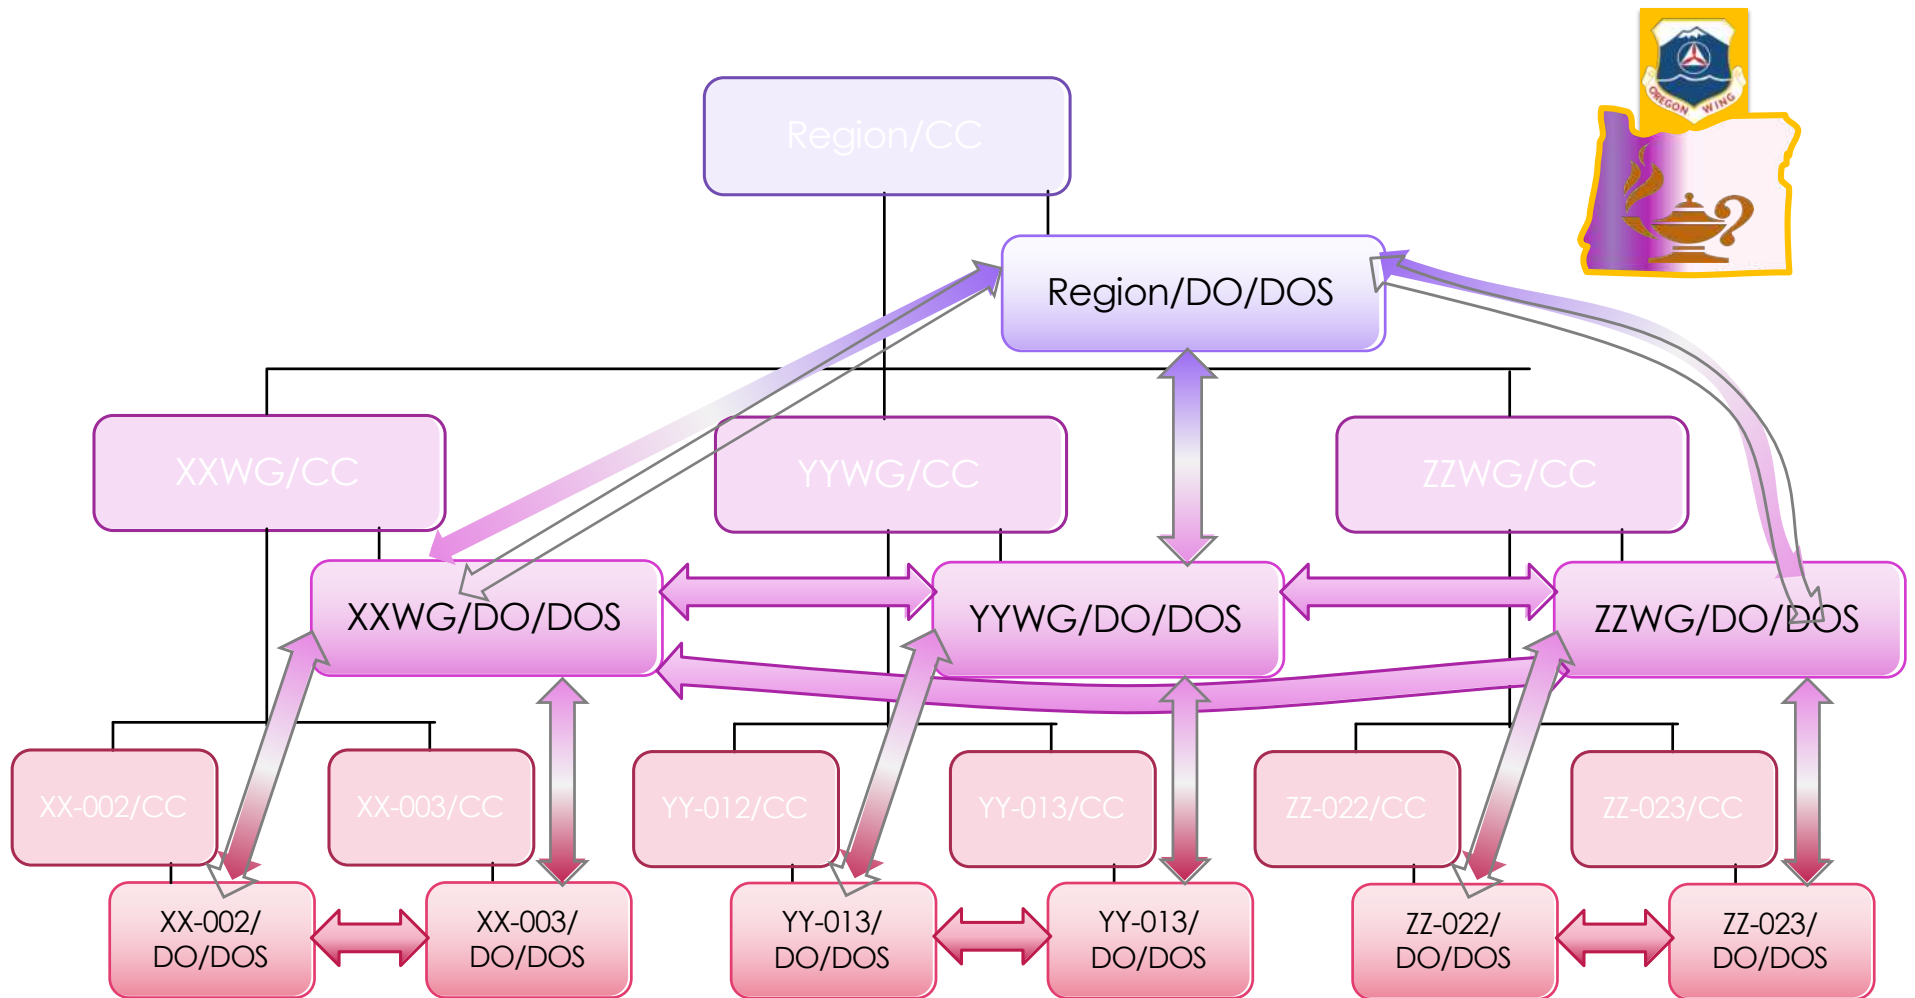 OREGON WING
Region/CC
Region/DO/DOS
XXWG/CC
YYWG/CC
ZZWG/CC
XXWG/DO/DOS
YYWG/DO/DOS
ZZWG/DO/DOS
XX-002/CC
XX-003/CC
YY-012/CC
YY-013/CC
ZZ-022/CC
ZZ-023/CC
XX-002/
DO/DOS
XX-003/
DO/DOS
YY-013/
DO/DOS
YY-013/
DO/DOS
ZZ-022/
DO/DOS
ZZ-023/
DO/DOS